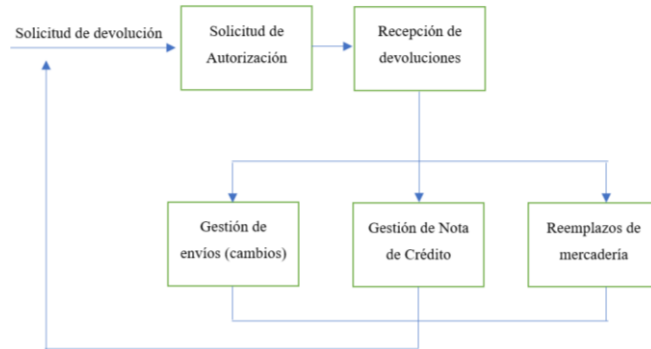 Solicitud de devolución
Solicitud de
Autorización
Recepción de
devoluciones
Gestión de
envíos (cambios)
Gestión de Nota
de Crédito
Reemplazos de
mercadería